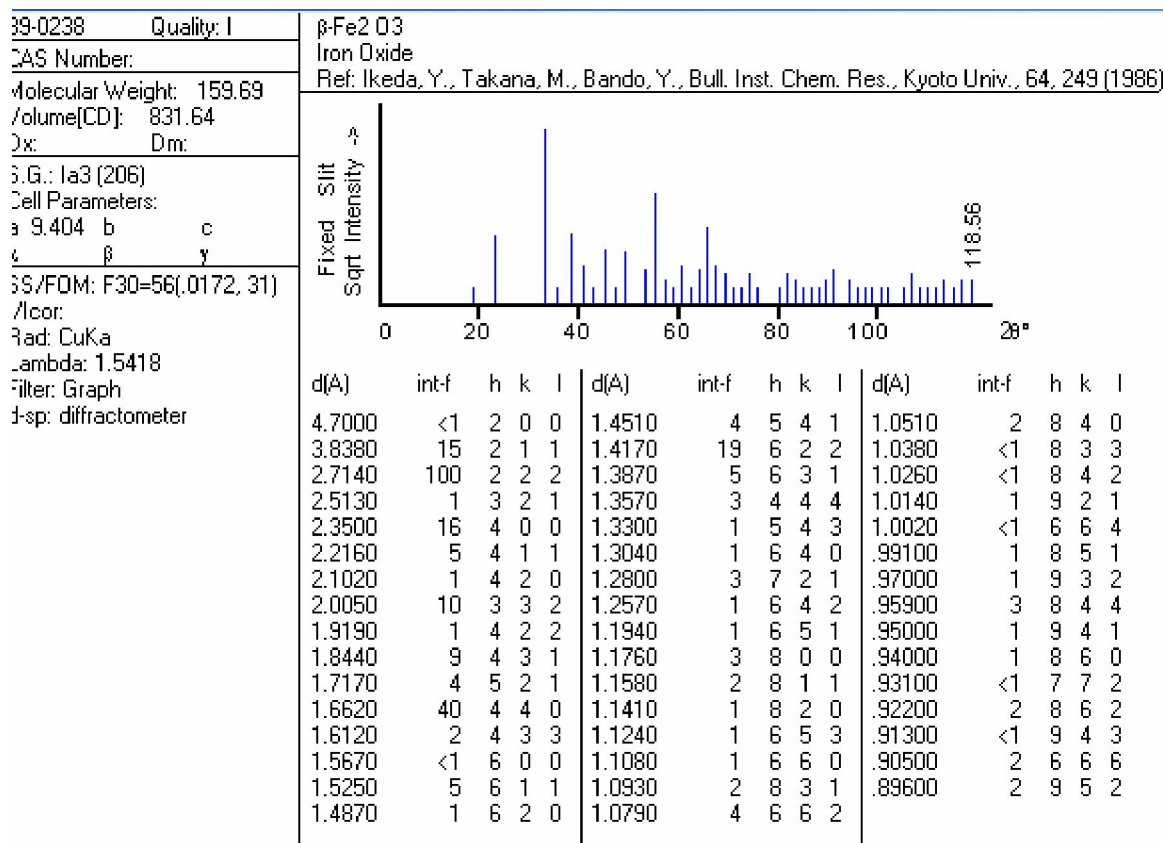 39-0238 Quality: I
CAS Number:
Molecular Weight: 159.69
Volume[CD]: 831.64
Dx: Dm:
S.G.: Ia3 (206)
Cell Parameters:
a 9.404 b c
α β γ
SS/FOM: F30=56(.0172, 31)
I/Icor:
Rad: CuKa
Lambda: 1.5418
Filter: Graph
d-sp: diffractometer
β-Fe2 O3
Iron Oxide
Ref: Ikeda, Y., Takana, M., Bando, Y., Bull. Inst. Chem. Res., Kyoto Univ., 64, 249 (1986)
Fixed Slit
Sqrt Intensity ->
118.56
0 20 40 60 80 100 2θ°
d(A) int-f h k l
4.7000 <1 2 0 0
3.8380 15 2 1 1
2.7140 100 2 2 2
2.5130 1 3 2 1
2.3500 16 4 0 0
2.2160 5 4 1 1
2.1020 1 4 2 0
2.0050 10 3 3 2
1.9190 1 4 2 2
1.8440 9 4 3 1
1.7170 4 5 2 1
1.6620 40 4 4 0
1.6120 2 4 3 3
1.5670 <1 6 0 0
1.5250 5 6 1 1
1.4870 1 6 2 0
d(A) int-f h k l
1.4510 4 5 4 1
1.4170 19 6 2 2
1.3870 5 6 3 1
1.3570 3 4 4 4
1.3300 1 5 4 3
1.3040 1 6 4 0
1.2800 3 7 2 1
1.2570 1 6 4 2
1.1940 1 6 5 1
1.1760 3 8 0 0
1.1580 2 8 1 1
1.1410 1 8 2 0
1.1240 1 6 5 3
1.1080 1 6 6 0
1.0930 2 8 3 1
1.0790 4 6 6 2
d(A) int-f h k l
1.0510 2 8 4 0
1.0380 <1 8 3 3
1.0260 <1 8 4 2
1.0140 1 9 2 1
1.0020 <1 6 6 4
.99100 1 8 5 1
.97000 1 9 3 2
.95900 3 8 4 4
.95000 1 9 4 1
.94000 1 8 6 0
.93100 <1 7 7 2
.92200 2 8 6 2
.91300 <1 9 4 3
.90500 2 6 6 6
.89600 2 9 5 2